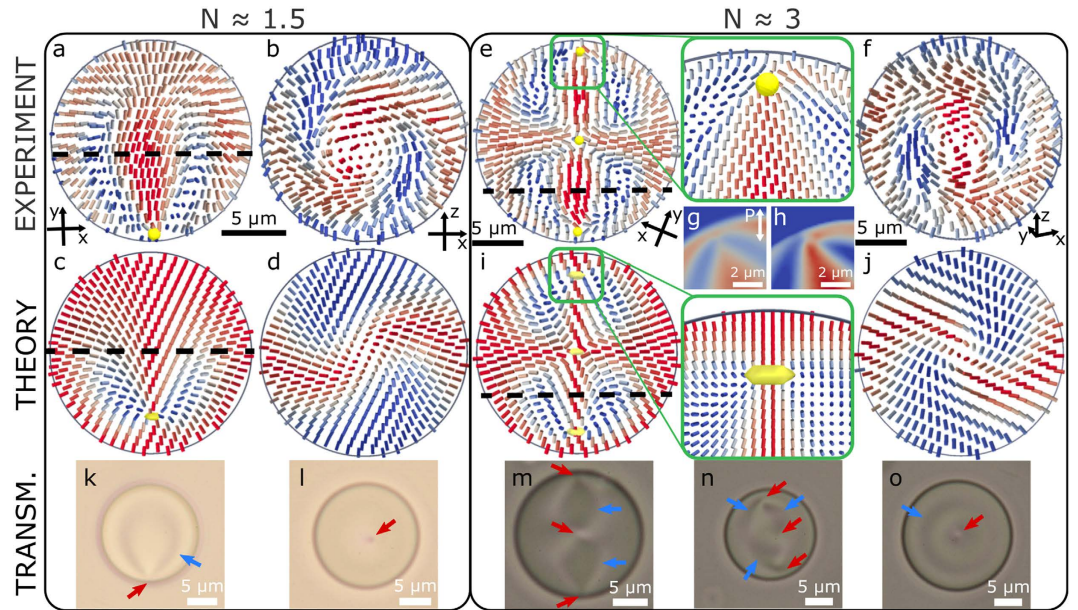 N ≈ 1.5
N ≈ 3
EXPERIMENT
a
b
e
f
y
x
5 μm
z
x
5 μm
y
x
g
P
h
2 μm
2 μm
5 μm
z
y
x
THEORY
c
d
i
j
TRANSM.
k
l
m
n
o
5 μm
5 μm
5 μm
5 μm
5 μm